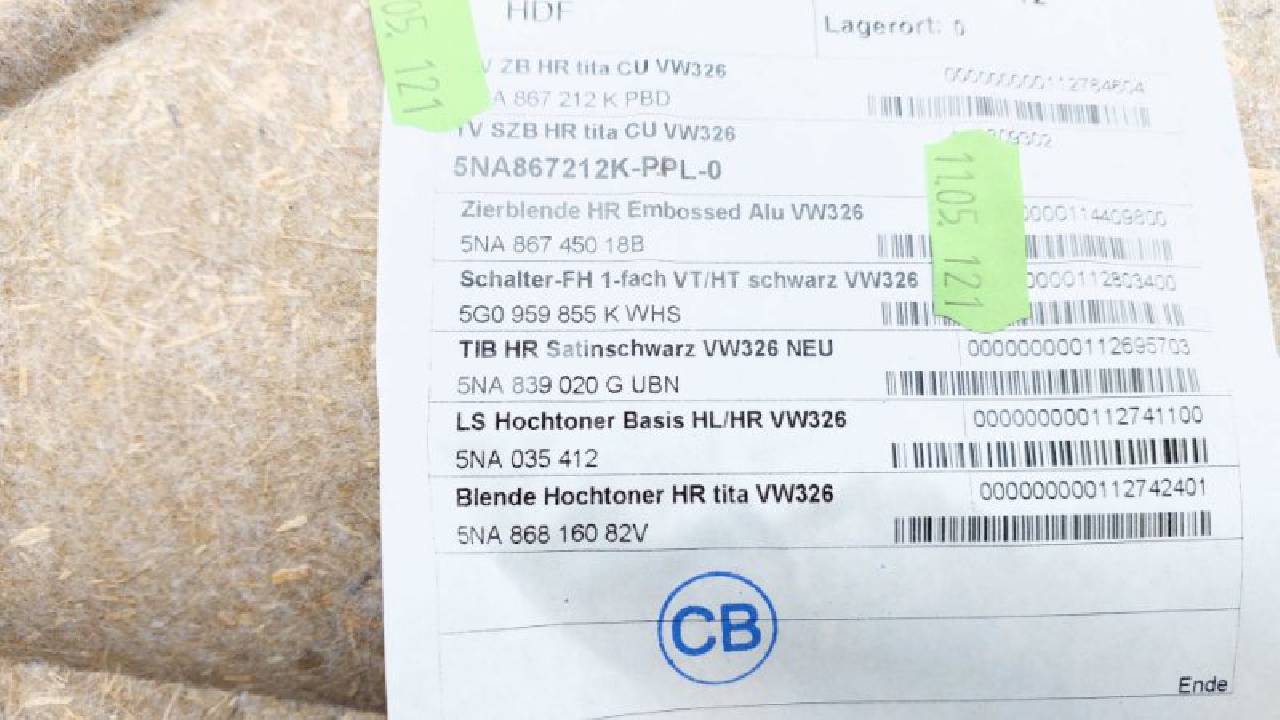 HDF
Lagerort: 0
ZB HR tita CU VW326
A 867 212 K PBD
TV SZB HR tita CU VW326
309302
5NA867212K-PPL-0
Zierblende HR Embossed Alu VW326
0000114409800
5NA 867 450 18B
Schalter-FH 1-fach VT/HT schwarz VW326
0000112803400
5G0 959 855 K WHS
TIB HR Satinschwarz VW326 NEU
000000000112695703
5NA 839 020 G UBN
LS Hochtoner Basis HL/HR VW326
000000000112741100
5NA 035 412
Blende Hochtoner HR tita VW326
000000000112742401
5NA 868 160 82V
CB
Ende
05. 121
11.05. 121